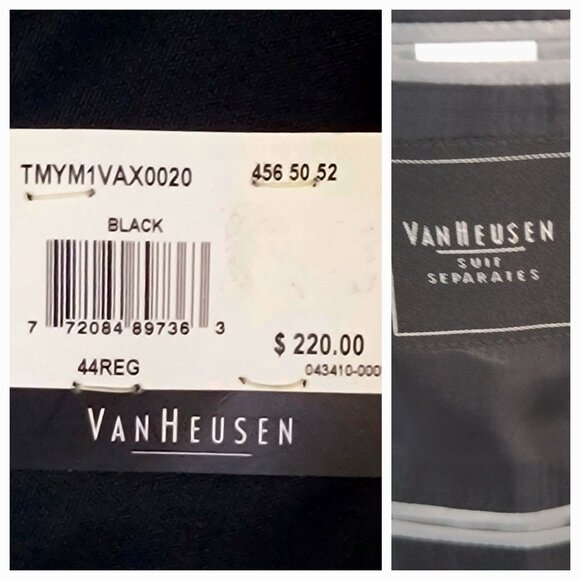 TMYM1VAX0020 456 50 52
BLACK
7 72084 89736 3
$ 220.00
44REG 043410-000
VANHEUSEN
VANHEUSEN
SUIT
SEPARATES